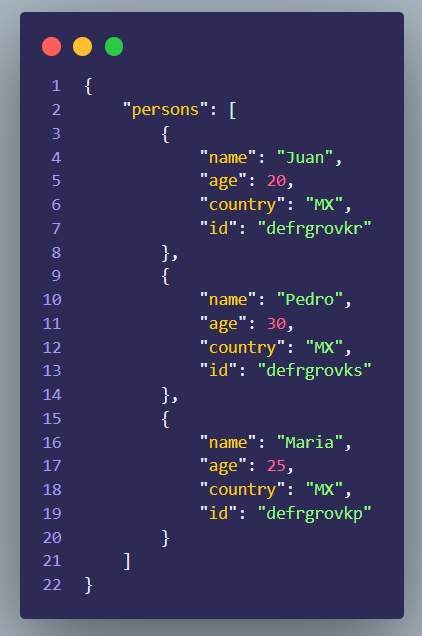 1 {
2     "persons": [
3         {
4             "name": "Juan",
5             "age": 20,
6             "country": "MX",
7             "id": "defrgrovkr"
8         },
9         {
10             "name": "Pedro",
11             "age": 30,
12             "country": "MX",
13             "id": "defrgrovks"
14         },
15         {
16             "name": "Maria",
17             "age": 25,
18             "country": "MX",
19             "id": "defrgrovkp"
20         }
21     ]
22 }